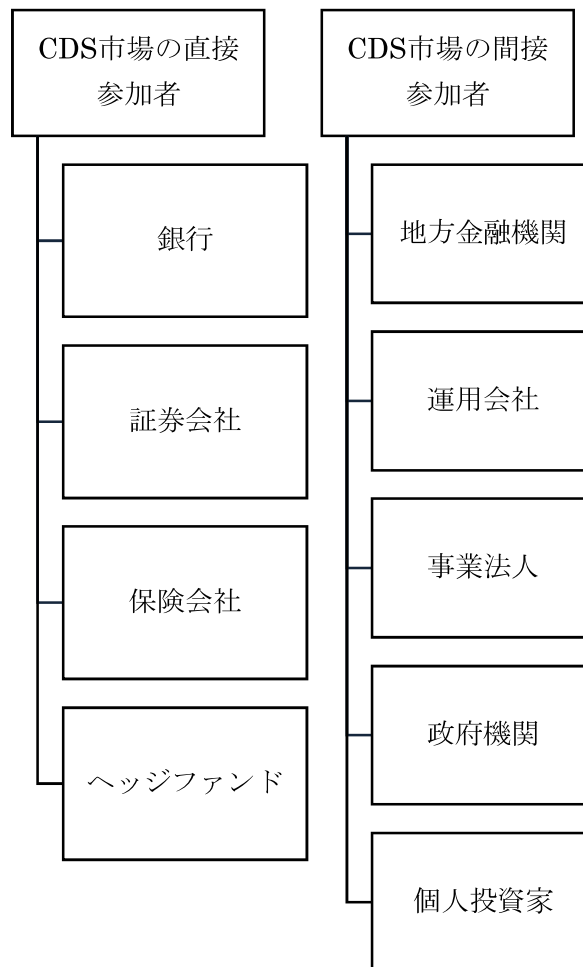 CDS市場の直接
参加者
銀行
証券会社
保険会社
ヘッジファンド
CDS市場の間接
参加者
地方金融機関
運用会社
事業法人
政府機関
個人投資家